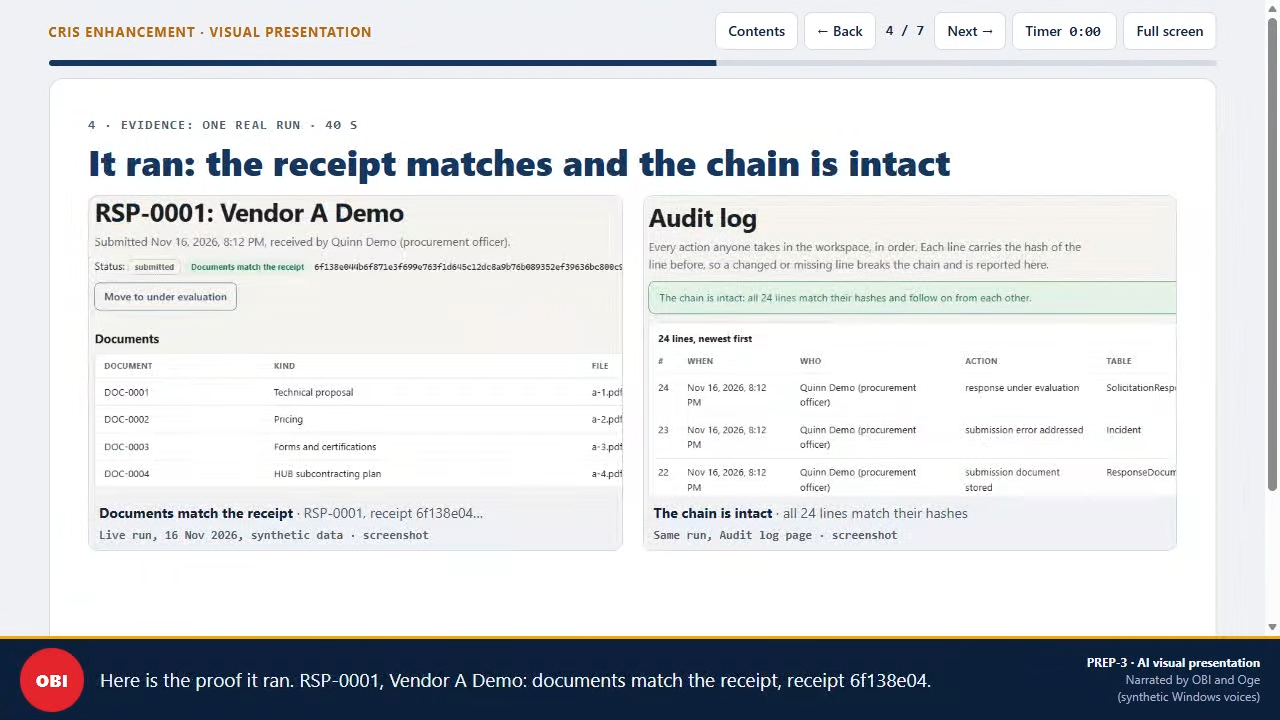 CRIS ENHANCEMENT · VISUAL PRESENTATION
Contents
← Back
4 / 7
Next →
Timer 0:00
Full screen
4 · EVIDENCE: ONE REAL RUN · 40 S
It ran: the receipt matches and the chain is intact
RSP-0001: Vendor A Demo
Submitted Nov 16, 2026, 8:12 PM, received by Quinn Demo (procurement officer).
Status: submitted Documents match the receipt
Move to under evaluation
Documents
DOCUMENT KIND FILE
DOC-0001 Technical proposal a-1.pdf
DOC-0002 Pricing a-2.pdf
DOC-0003 Forms and certifications a-3.pdf
DOC-0004 HUB subcontracting plan a-4.pdf
Documents match the receipt · RSP-0001, receipt 6f138e04...
Live run, 16 Nov 2026, synthetic data · screenshot
Audit log
Every action anyone takes in the workspace, in order. Each line carries the hash of the
line before, so a changed or missing line breaks the chain and is reported here.
The chain is intact: all 24 lines match their hashes and follow on from each other.
24 lines, newest first
# WHEN WHO ACTION TABLE
24 Nov 16, 2026, 8:12 Quinn Demo (procurement response under evaluation SolicitationResp
PM officer)
23 Nov 16, 2026, 8:12 Quinn Demo (procurement submission error addressed Incident
PM officer)
22 Nov 16, 2026, 8:12 Quinn Demo (procurement submission document ResponseDocum
PM officer) stored
The chain is intact · all 24 lines match their hashes
Same run, Audit log page · screenshot
OBI
Here is the proof it ran. RSP-0001, Vendor A Demo: documents match the receipt, receipt 6f138e04.
PREP-3 · AI visual presentation
Narrated by OBI and Oge
(synthetic Windows voices)